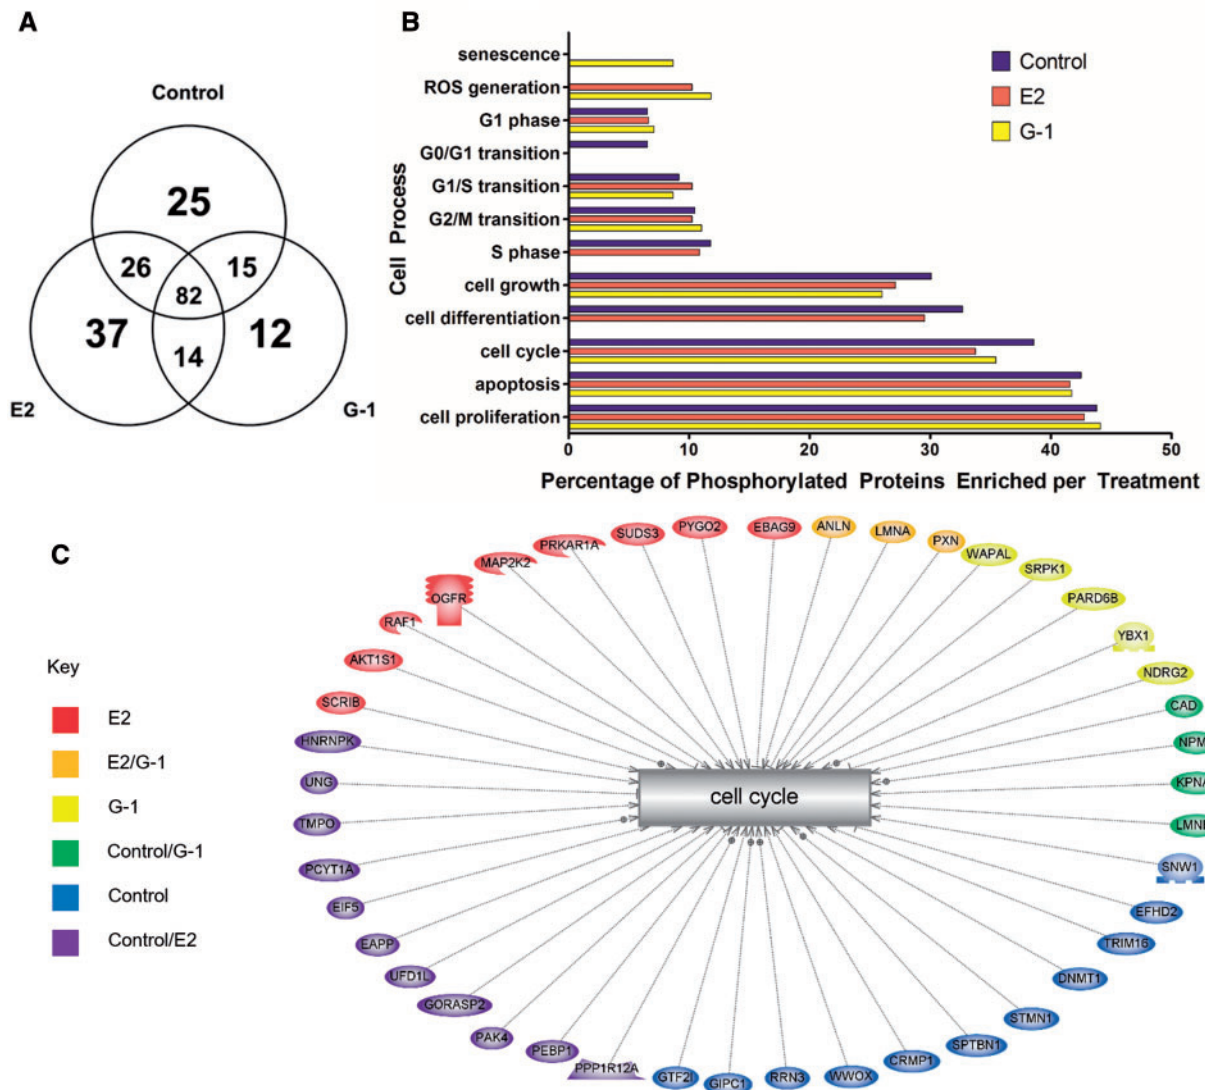 A
Control
25
26
15
82
37
12
14
E2
G-1
B
Cell Process
senescence
ROS generation
G1 phase
G0/G1 transition
G1/S transition
G2/M transition
S phase
cell growth
cell differentiation
cell cycle
apoptosis
cell proliferation
Control
E2
G-1
0 10 20 30 40 50
Percentage of Phosphorylated Proteins Enriched per Treatment
C
Key
E2
E2/G-1
G-1
Control/G-1
Control
Control/E2
EBAG9
ANLN
LMNA
PXN
WAPAL
SRPK1
PARD6B
YBX1
NDRG2
CAD
NPM
KPNA
LMNB
SNW1
EFHD2
TRIM16
DNMT1
STMN1
SPTBN1
CRMP1
WWOX
RRN3
GIPC1
GTF2I
PPP1R12A
PEBP1
PAK4
GORASP2
UFD1L
EAPP
EIF5
PCYT1A
TMPO
UNG
HNRNPK
SCRIB
AKT1S1
RAF1
OGFR
MAP2K2
PRKAR1A
SUDS3
PYGO2
cell cycle